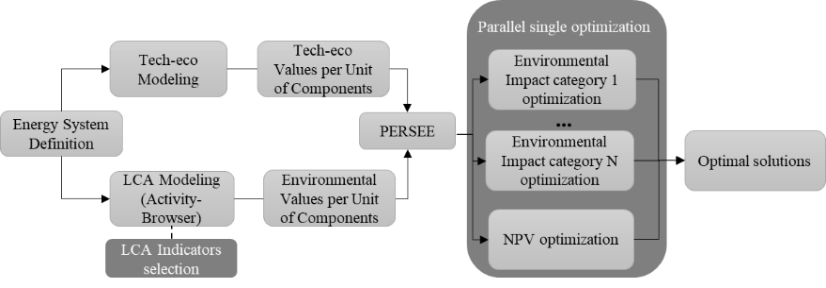 Energy System
Definition
Tech-eco
Modeling
Tech-eco
Values per Unit
of Components
LCA Modeling
(Activity-
Browser)
LCA Indicators
selection
Environmental
Values per Unit
of Components
PERSEE
Parallel single optimization
Environmental
Impact category 1
optimization
...
Environmental
Impact category N
optimization
NPV optimization
Optimal solutions